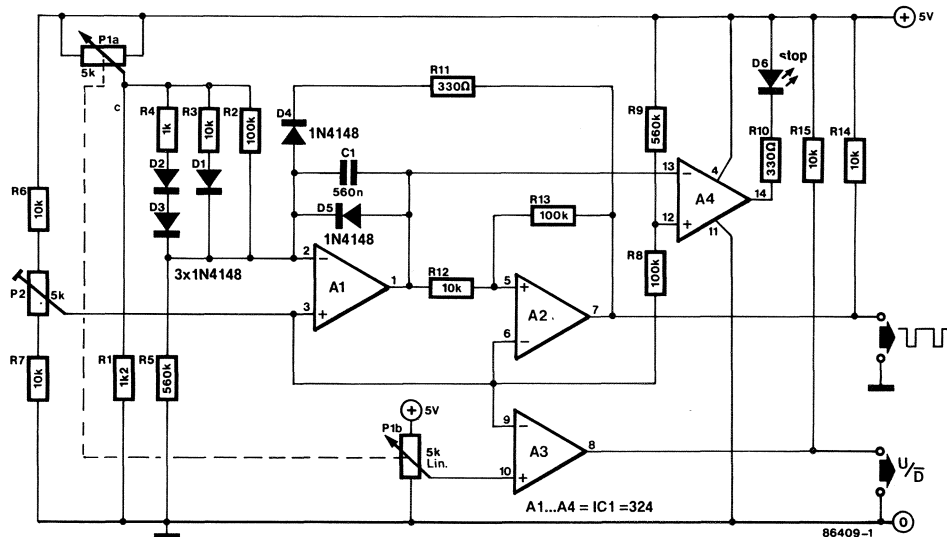 5V
P1a
5k
c
R4
1k
R3
10k
R2
100k
D2
D1
D3
3x1N4148
R6
10k
P2
5k
R7
10k
R1
1k2
R5
560k
R11
330Ω
D4
1N4148
C1
560n
D5
1N4148
2
3
A1
1
R12
10k
R13
100k
5
6
A2
7
R9
560k
R8
100k
13
12
A4
4
11
14
D6
stop
R10
330Ω
R15
10k
R14
10k
5V
P1b
5k
Lin.
9
10
A3
8
U/D
A1...A4 = IC1 = 324
0
86409-1